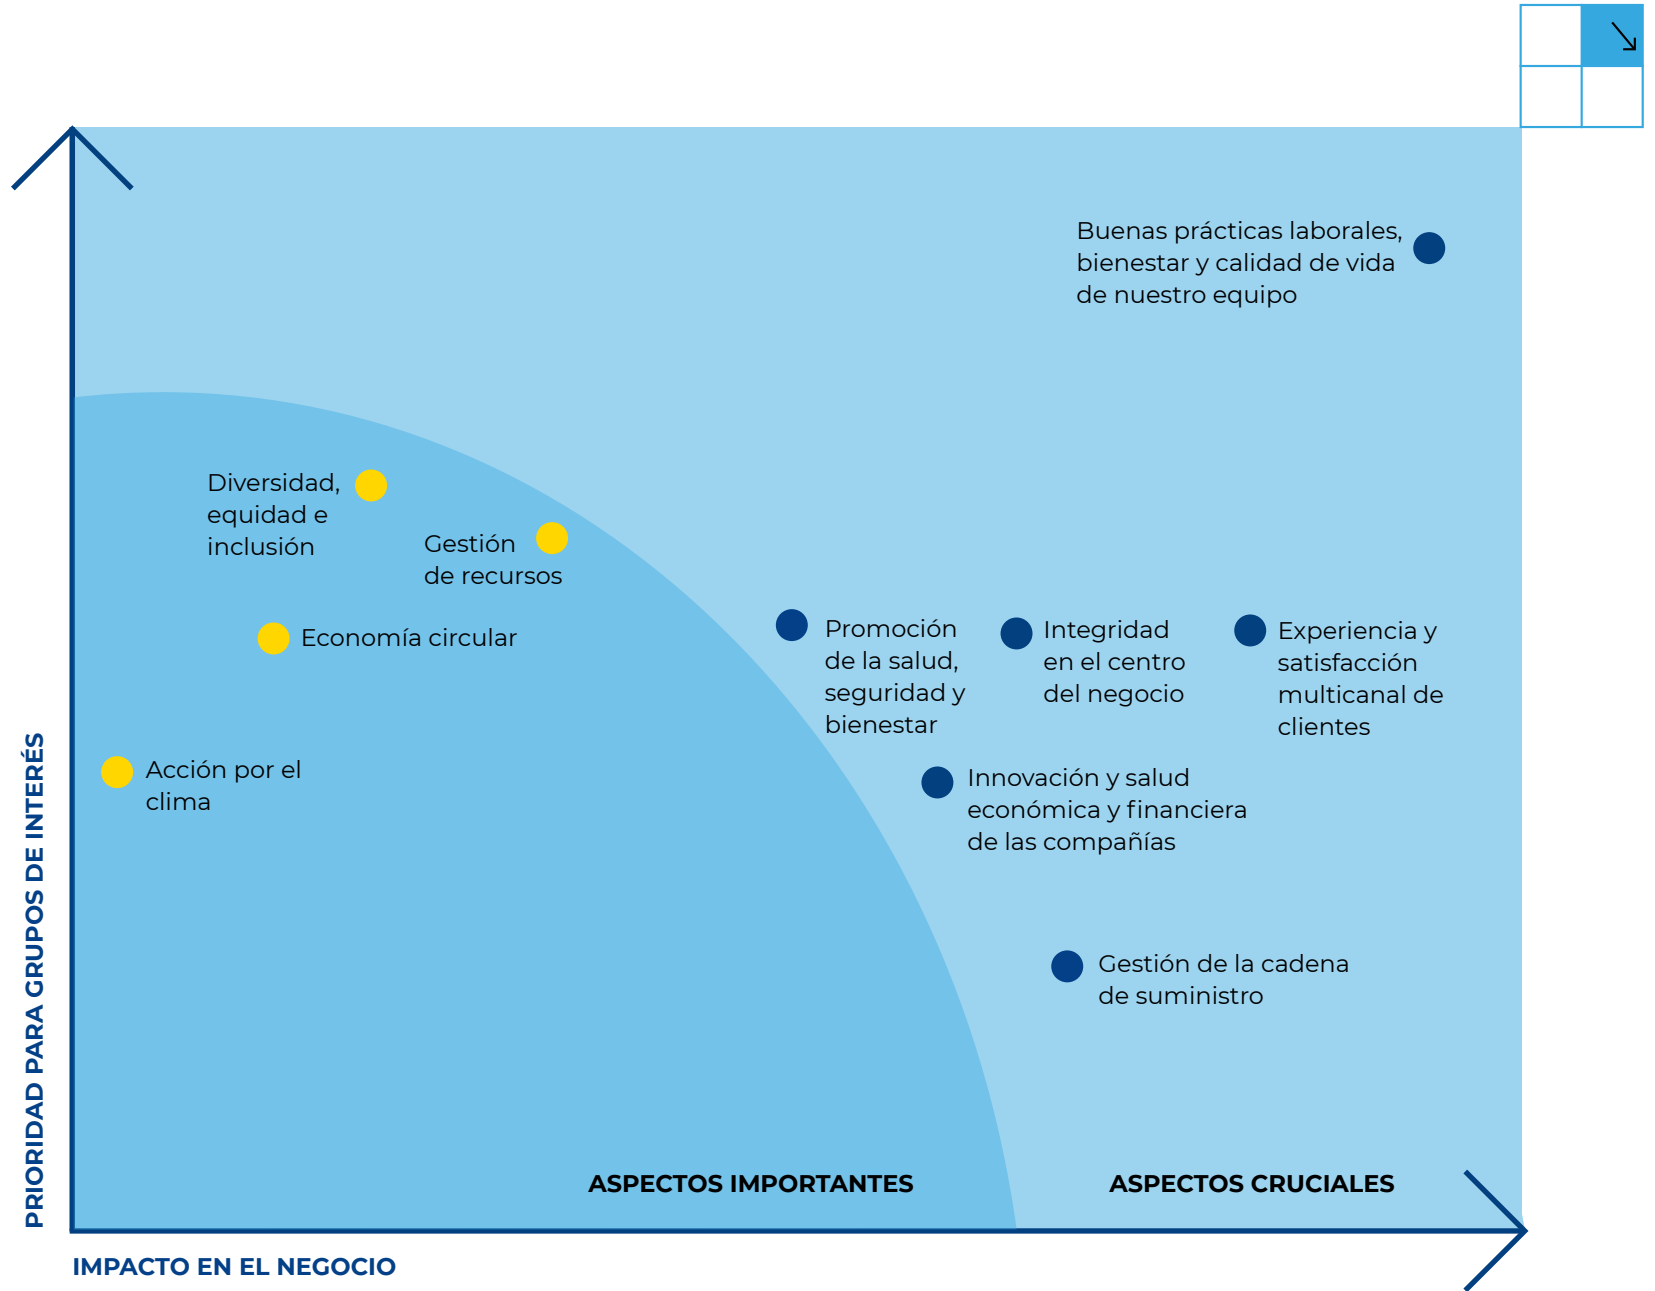 Buenas prácticas laborales,
bienestar y calidad de vida
de nuestro equipo
Diversidad,
equidad e
inclusión
Gestión
de recursos
Economía circular
Acción por el
clima
Promoción
de la salud,
seguridad y
bienestar
Integridad
en el centro
del negocio
Experiencia y
satisfacción
multicanal de
clientes
Innovación y salud
económica y financiera
de las compañías
Gestión de la cadena
de suministro
PRIORIDAD PARA GRUPOS DE INTERÉS
ASPECTOS IMPORTANTES
ASPECTOS CRUCIALES
IMPACTO EN EL NEGOCIO